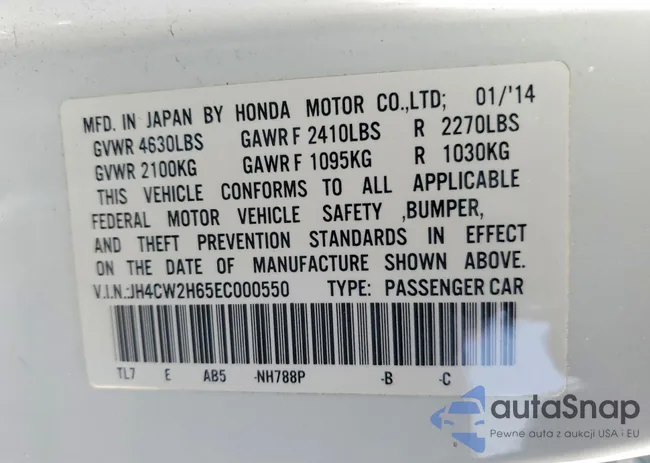 MFD. IN JAPAN BY HONDA MOTOR CO.,LTD; 01/'14
GVWR 4630LBS GAWR F 2410LBS R 2270LBS
GVWR 2100KG GAWR F 1095KG R 1030KG
THIS VEHICLE CONFORMS TO ALL APPLICABLE
FEDERAL MOTOR VEHICLE SAFETY ,BUMPER,
AND THEFT PREVENTION STANDARDS IN EFFECT
ON THE DATE OF MANUFACTURE SHOWN ABOVE.
V.I.N.:JH4CW2H65EC000550 TYPE: PASSENGER CAR
TL7 E AB5 -NH788P -B -C
autaSnap
Pewne auta z aukcji USA i EU